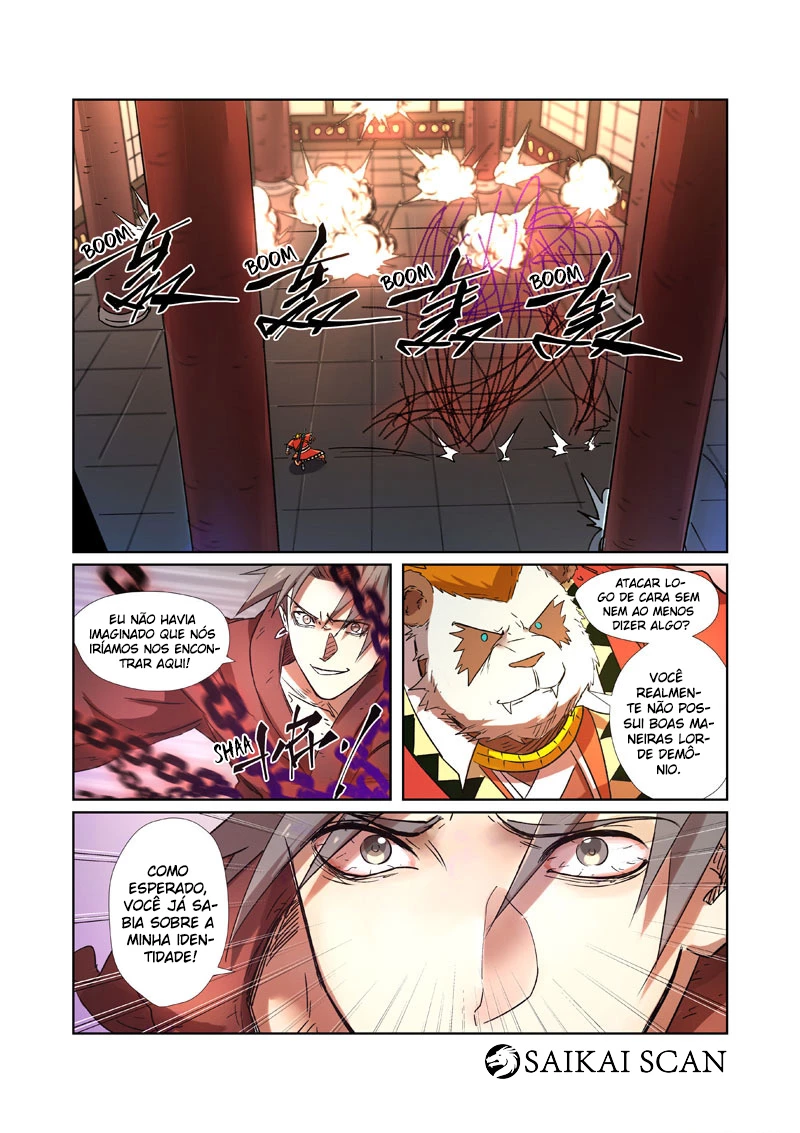 BOOM!
轰
BOOM
轰
BOOM
轰
BOOM
轰
EU NÃO HAVIA
IMAGINADO QUE NÓS
IRÍAMOS NOS ENCON-
TRAR AQUI!
SHAA
ATACAR LO-
GO DE CARA SEM
NEM AO MENOS
DIZER ALGO?
VOCÊ
REALMEN-
TE NÃO POS-
SUI BOAS MA-
NEIRAS LOR-
DE DEMÔ-
NIO.
COMO
ESPERADO,
VOCÊ JÁ SA-
BIA SOBRE A
MINHA IDEN-
TIDADE!
SAIKAI SCAN